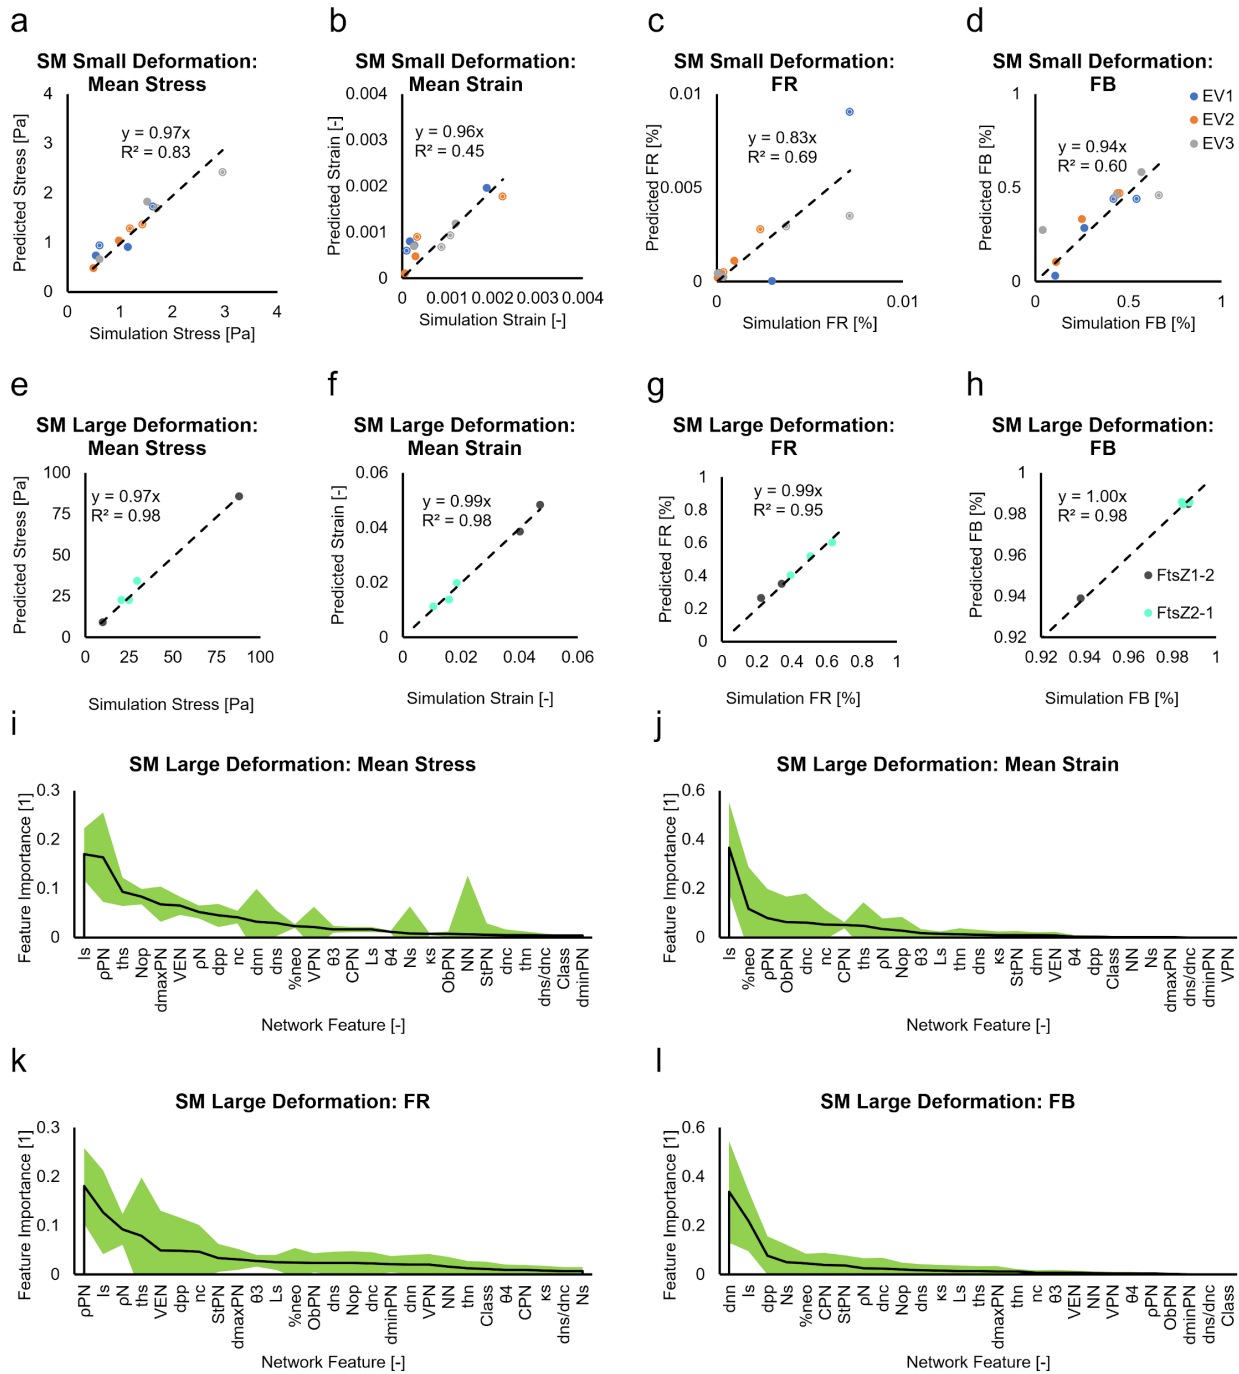 a
SM Small Deformation:
Mean Stress
Predicted Stress [Pa]
4
3
2
1
0
y = 0.97x
R² = 0.83
0 1 2 3 4
Simulation Stress [Pa]
b
SM Small Deformation:
Mean Strain
Predicted Strain [-]
0.004
0.003
0.002
0.001
0
y = 0.96x
R² = 0.45
0 0.001 0.002 0.003 0.004
Simulation Strain [-]
c
SM Small Deformation:
FR
Predicted FR [%]
0.01
0.005
0
y = 0.83x
R² = 0.69
0 0.01
Simulation FR [%]
d
SM Small Deformation:
FB
Predicted FB [%]
1
0.5
0
y = 0.94x
R² = 0.60
0 0.5 1
Simulation FB [%]
EV1
EV2
EV3
e
SM Large Deformation:
Mean Stress
Predicted Stress [Pa]
100
75
50
25
0
y = 0.97x
R² = 0.98
0 25 50 75 100
Simulation Stress [Pa]
f
SM Large Deformation:
Mean Strain
Predicted Strain [-]
0.06
0.04
0.02
0
y = 0.99x
R² = 0.98
0 0.02 0.04 0.06
Simulation Strain [-]
g
SM Large Deformation:
FR
Predicted FR [%]
1
0.8
0.6
0.4
0.2
0
y = 0.99x
R² = 0.95
0 0.2 0.4 0.6 0.8 1
Simulation FR [%]
h
SM Large Deformation:
FB
Predicted FB [%]
1
0.98
0.96
0.94
0.92
y = 1.00x
R² = 0.98
FtsZ1-2
FtsZ2-1
0.92 0.94 0.96 0.98 1
Simulation FB [%]
i
SM Large Deformation: Mean Stress
Feature Importance [1]
0.3
0.2
0.1
0
ls ρPN ths Nop dmaxPN VEN ρN dpp nc dnn dns %neo VPN θ3 CPN Ls θ4 Ns κs ObPN NN StPN dnc thn dns/dnc Class dminPN
Network Feature [-]
j
SM Large Deformation: Mean Strain
Feature Importance [1]
0.6
0.4
0.2
0
ls %neo ρPN ObPN dnc nc CPN ths ρN Nop θ3 Ls thn dns κs StPN dnn VEN θ4 dpp Class NN Ns dmaxPN dns/dnc dminPN VPN
Network Feature [-]
k
SM Large Deformation: FR
Feature Importance [1]
0.3
0.2
0.1
0
ρPN ls ρN ths VEN dpp nc StPN dmaxPN θ3 Ls %neo ObPN dns Nop dnc dminPN dnn VPN NN thn Class θ4 CPN κs dns/dnc Ns
Network Feature [-]
l
SM Large Deformation: FB
Feature Importance [1]
0.6
0.4
0.2
0
dnn ls dpp Ns %neo CPN StPN ρN dnc Nop dns κs Ls ths dmaxPN thn nc θ3 VEN NN VPN θ4 ρPN ObPN dminPN dns/dnc Class
Network Feature [-]